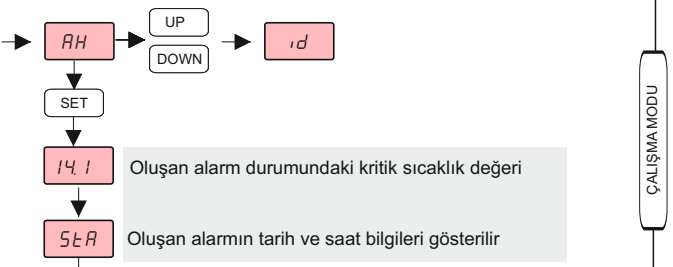 UP
AH
ıd
DOWN
SET
14.1
Oluşan alarm durumundaki kritik sıcaklık değeri
StA
Oluşan alarmın tarih ve saat bilgileri gösterilir
ÇALIŞMA MODU